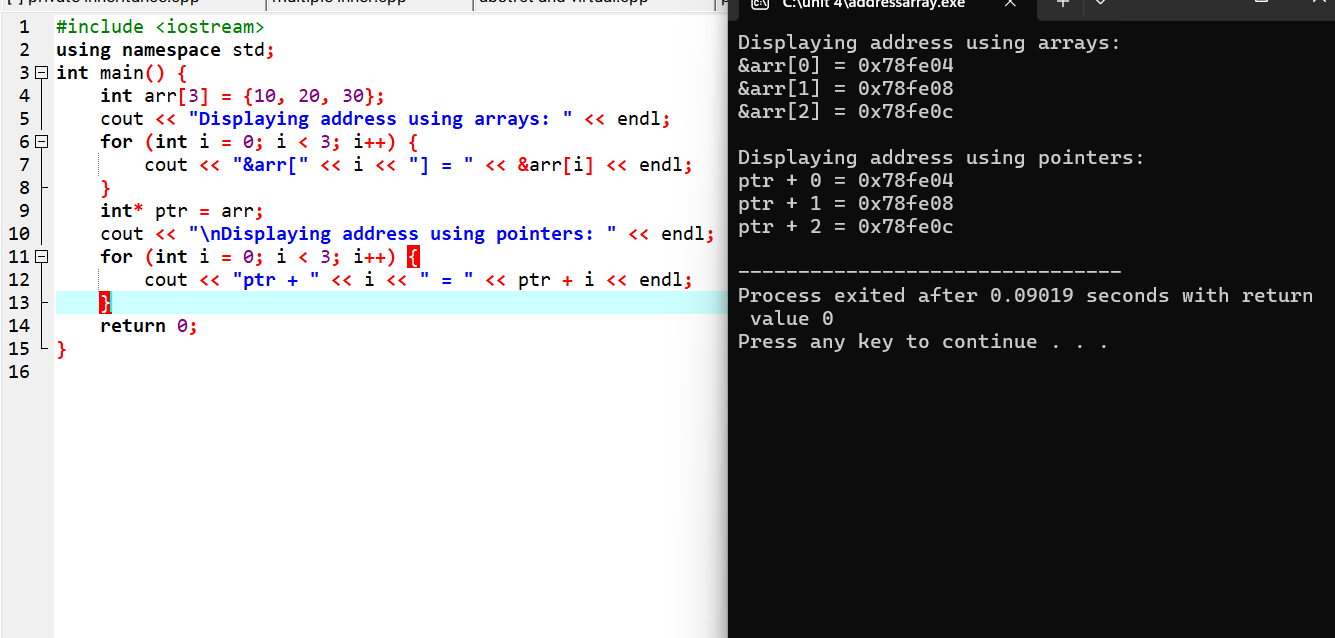 private inheritance.cpp
multiple inher.cpp
abstrct and virtual.cpp
1 #include <iostream>
2 using namespace std;
3 int main() {
4 int arr[3] = {10, 20, 30};
5 cout << "Displaying address using arrays: " << endl;
6 for (int i = 0; i < 3; i++) {
7 cout << "&arr[" << i << "] = " << &arr[i] << endl;
8 }
9 int* ptr = arr;
10 cout << "\nDisplaying address using pointers: " << endl;
11 for (int i = 0; i < 3; i++) {
12 cout << "ptr + " << i << " = " << ptr + i << endl;
13 }
14 return 0;
15 }
16
C:\unit 4\addressarray.exe
Displaying address using arrays:
&arr[0] = 0x78fe04
&arr[1] = 0x78fe08
&arr[2] = 0x78fe0c
Displaying address using pointers:
ptr + 0 = 0x78fe04
ptr + 1 = 0x78fe08
ptr + 2 = 0x78fe0c
--------------------------------
Process exited after 0.09019 seconds with return
value 0
Press any key to continue . . .